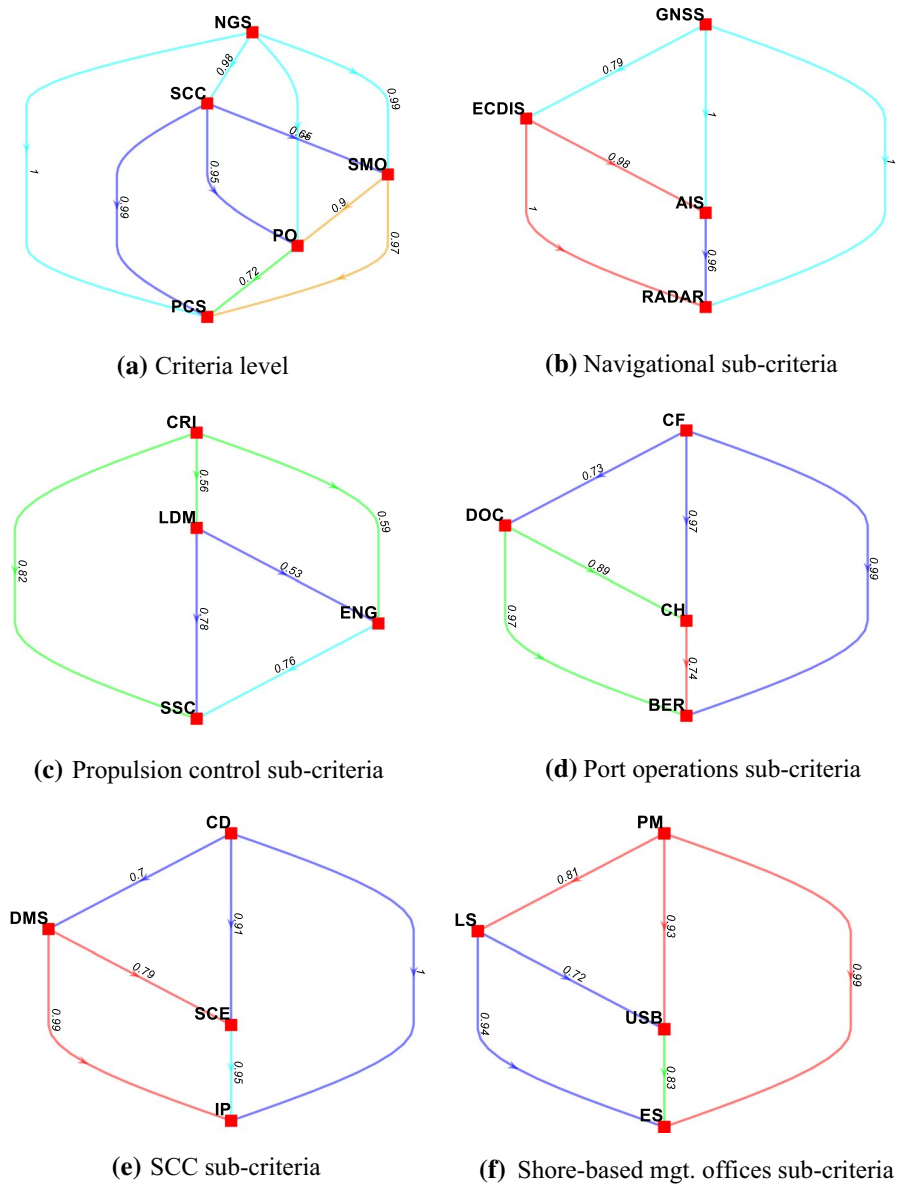 NGS
0.98
SCC
0.99
0.65
SMO
1
0.95
0.99
0.9
PO
0.97
0.72
PCS
(a) Criteria level
GNSS
0.79
ECDIS
1
1
0.98
AIS
1
0.96
RADAR
(b) Navigational sub-criteria
CRI
0.56
LDM
0.59
0.82
0.53
0.78
ENG
0.76
SSC
(c) Propulsion control sub-criteria
CF
0.73
DOC
0.97
0.99
0.89
0.97
CH
0.74
BER
(d) Port operations sub-criteria
CD
0.7
DMS
0.91
1
0.79
0.99
SCE
0.95
IP
(e) SCC sub-criteria
PM
0.81
LS
0.93
0.99
0.72
0.94
USB
0.83
ES
(f) Shore-based mgt. offices sub-criteria